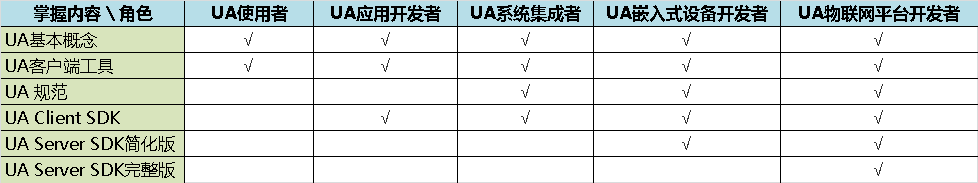 掌握内容 \ 角色 UA使用者 UA应用开发者 UA系统集成者 UA嵌入式设备开发者 UA物联网平台开发者
UA基本概念 √ √ √ √ √
UA客户端工具 √ √ √ √ √
UA 规范 √ √ √
UA Client SDK √ √ √
UA Server SDK简化版 √ √
UA Server SDK完整版 √